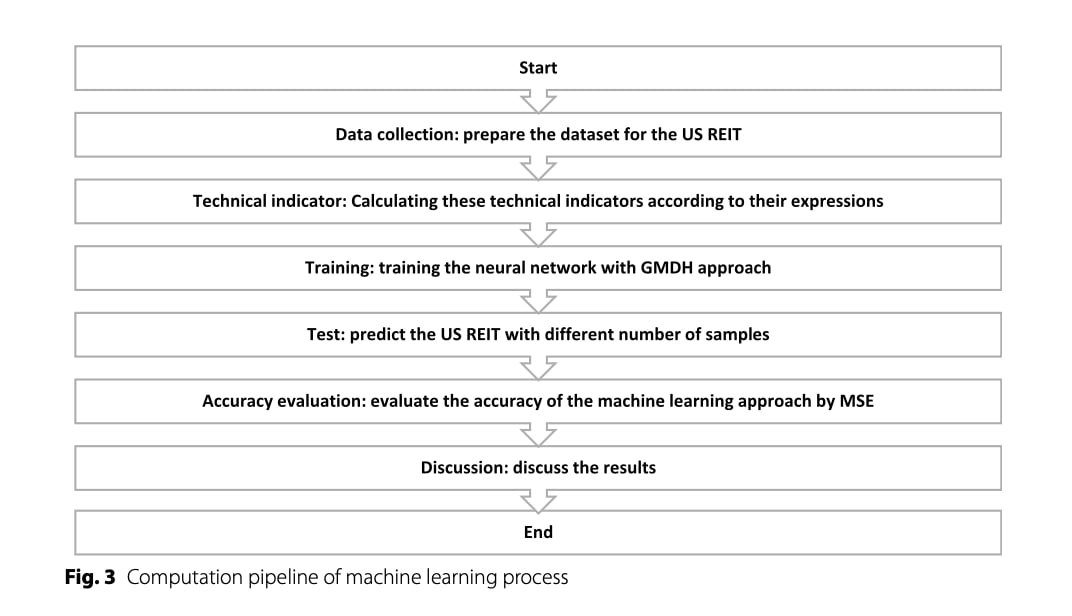 Start
Data collection: prepare the dataset for the US REIT
Technical indicator: Calculating these technical indicators according to their expressions
Training: training the neural network with GMDH approach
Test: predict the US REIT with different number of samples
Accuracy evaluation: evaluate the accuracy of the machine learning approach by MSE
Discussion: discuss the results
End
Fig. 3 Computation pipeline of machine learning process